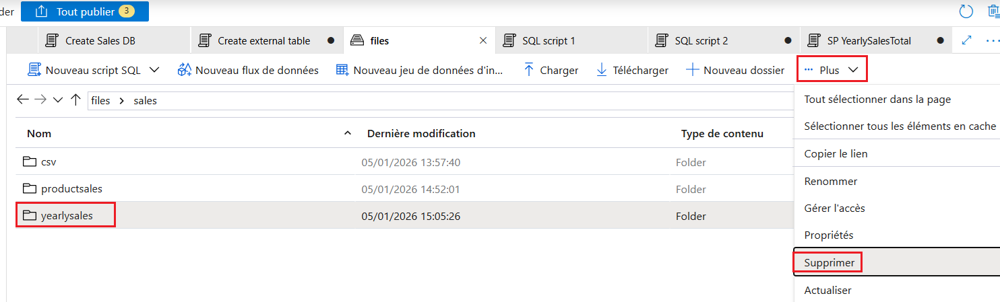 der Tout publier 3
Create Sales DB Create external table files SQL script 1 SQL script 2 SP YearlySalesTotal
Nouveau script SQL Nouveau flux de données Nouveau jeu de données d'in... Charger Télécharger Nouveau dossier Plus
files sales
Nom Dernière modification Type de contenu
csv 05/01/2026 13:57:40 Folder
productsales 05/01/2026 14:52:01 Folder
yearlysales 05/01/2026 15:05:26 Folder
Tout sélectionner dans la page
Sélectionner tous les éléments en cache
Copier le lien
Renommer
Gérer l'accès
Propriétés
Supprimer
Actualiser